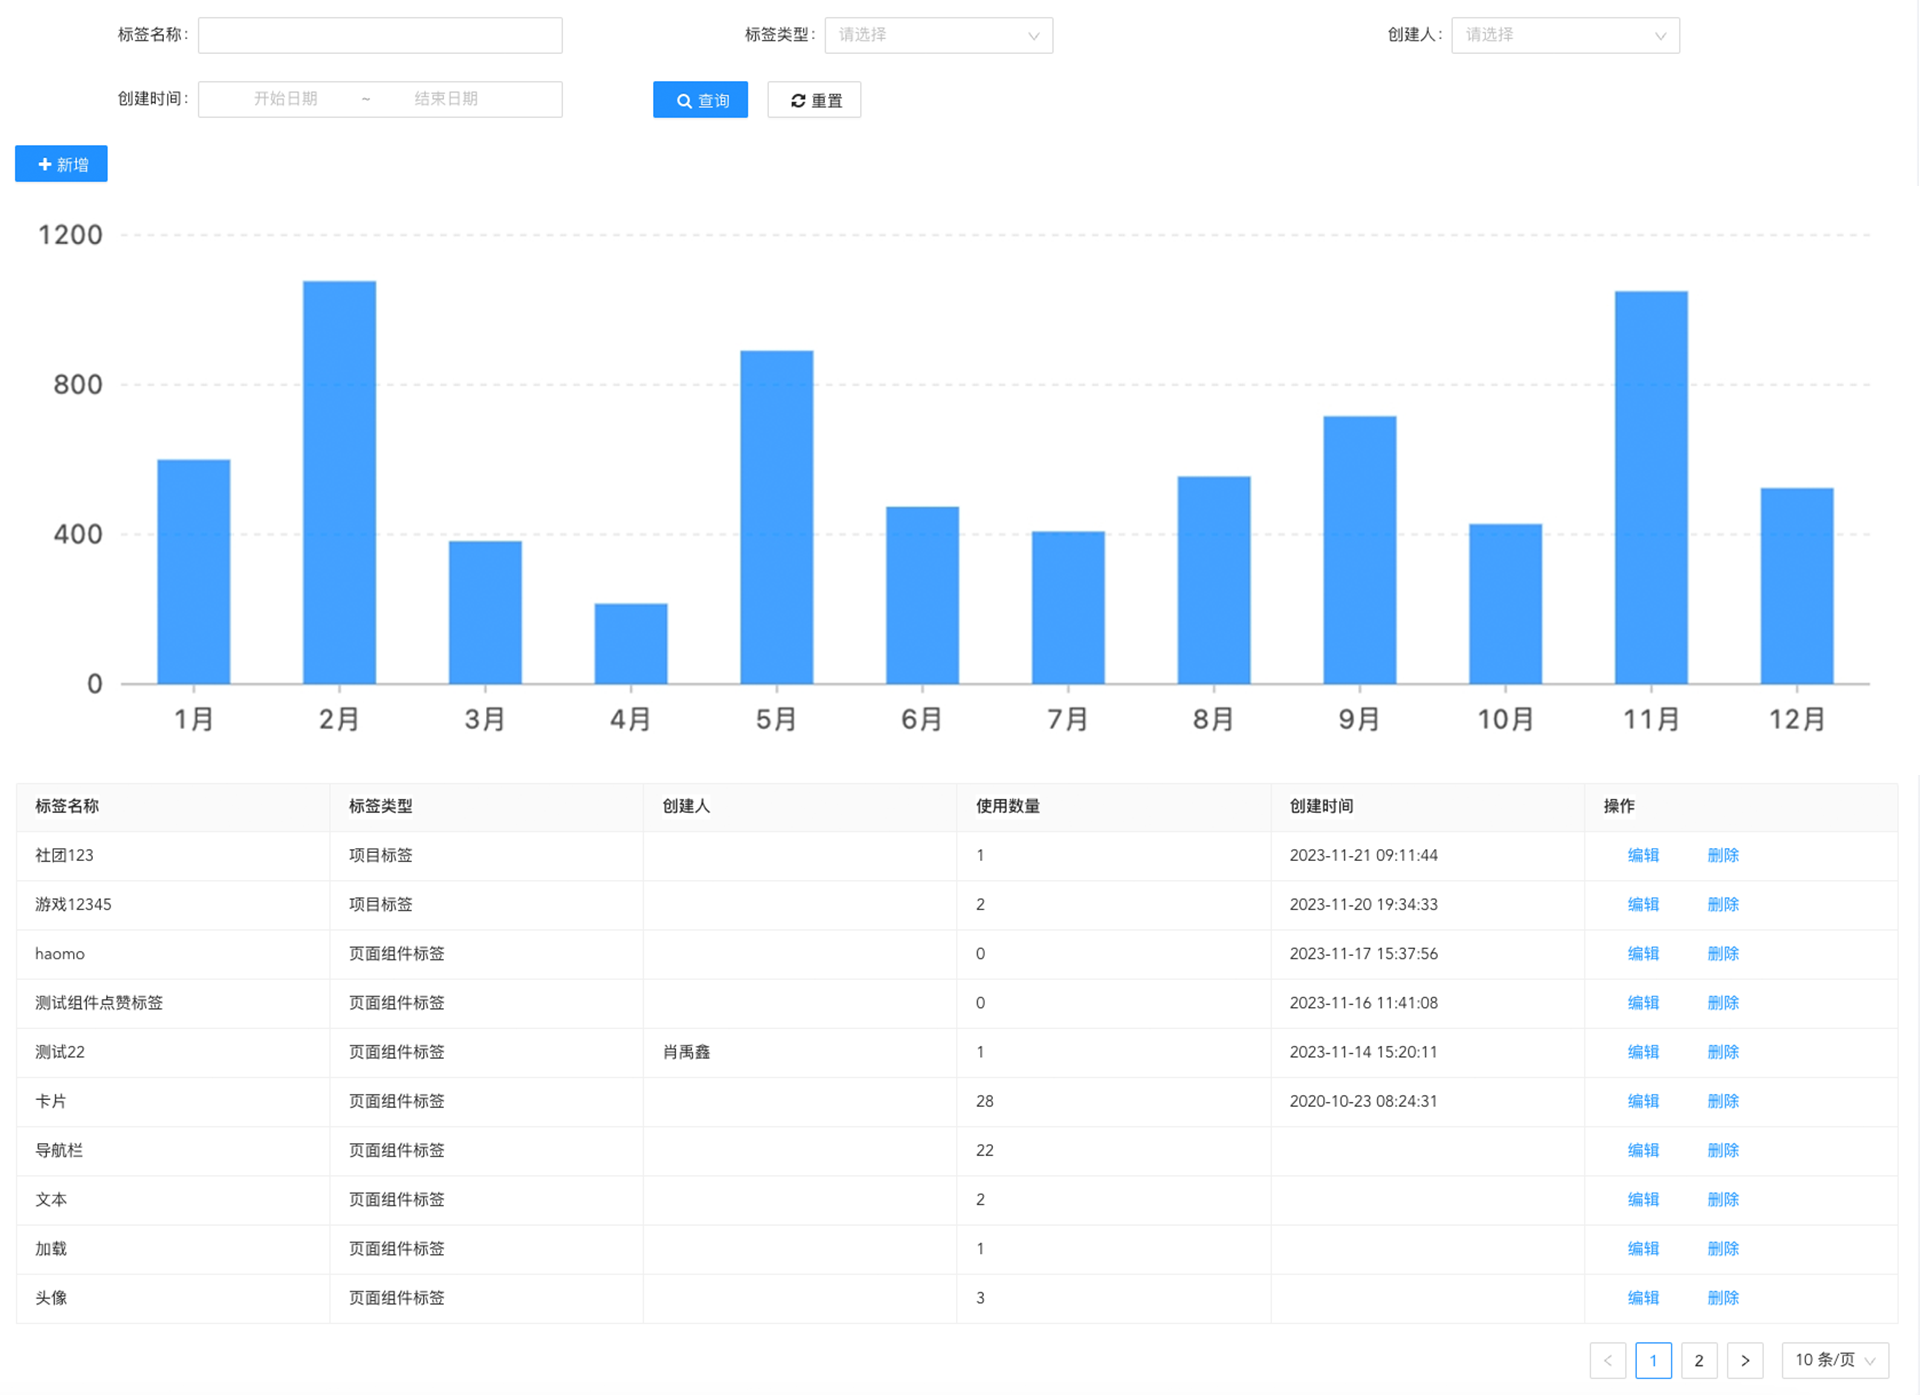 标签名称: 标签类型: 请选择 创建人: 请选择
创建时间: 开始日期 ~ 结束日期 查询 重置
新增
1200
800
400
0
1月 2月 3月 4月 5月 6月 7月 8月 9月 10月 11月 12月
标签名称 标签类型 创建人 使用数量 创建时间 操作
社团123 项目标签 1 2023-11-21 09:11:44 编辑 删除
游戏12345 项目标签 2 2023-11-20 19:34:33 编辑 删除
haomo 页面组件标签 0 2023-11-17 15:37:56 编辑 删除
测试组件点赞标签 页面组件标签 0 2023-11-16 11:41:08 编辑 删除
测试22 页面组件标签 肖禹鑫 1 2023-11-14 15:20:11 编辑 删除
卡片 页面组件标签 28 2020-10-23 08:24:31 编辑 删除
导航栏 页面组件标签 22 编辑 删除
文本 页面组件标签 2 编辑 删除
加载 页面组件标签 1 编辑 删除
头像 页面组件标签 3 编辑 删除
< 1 2 > 10 条/页